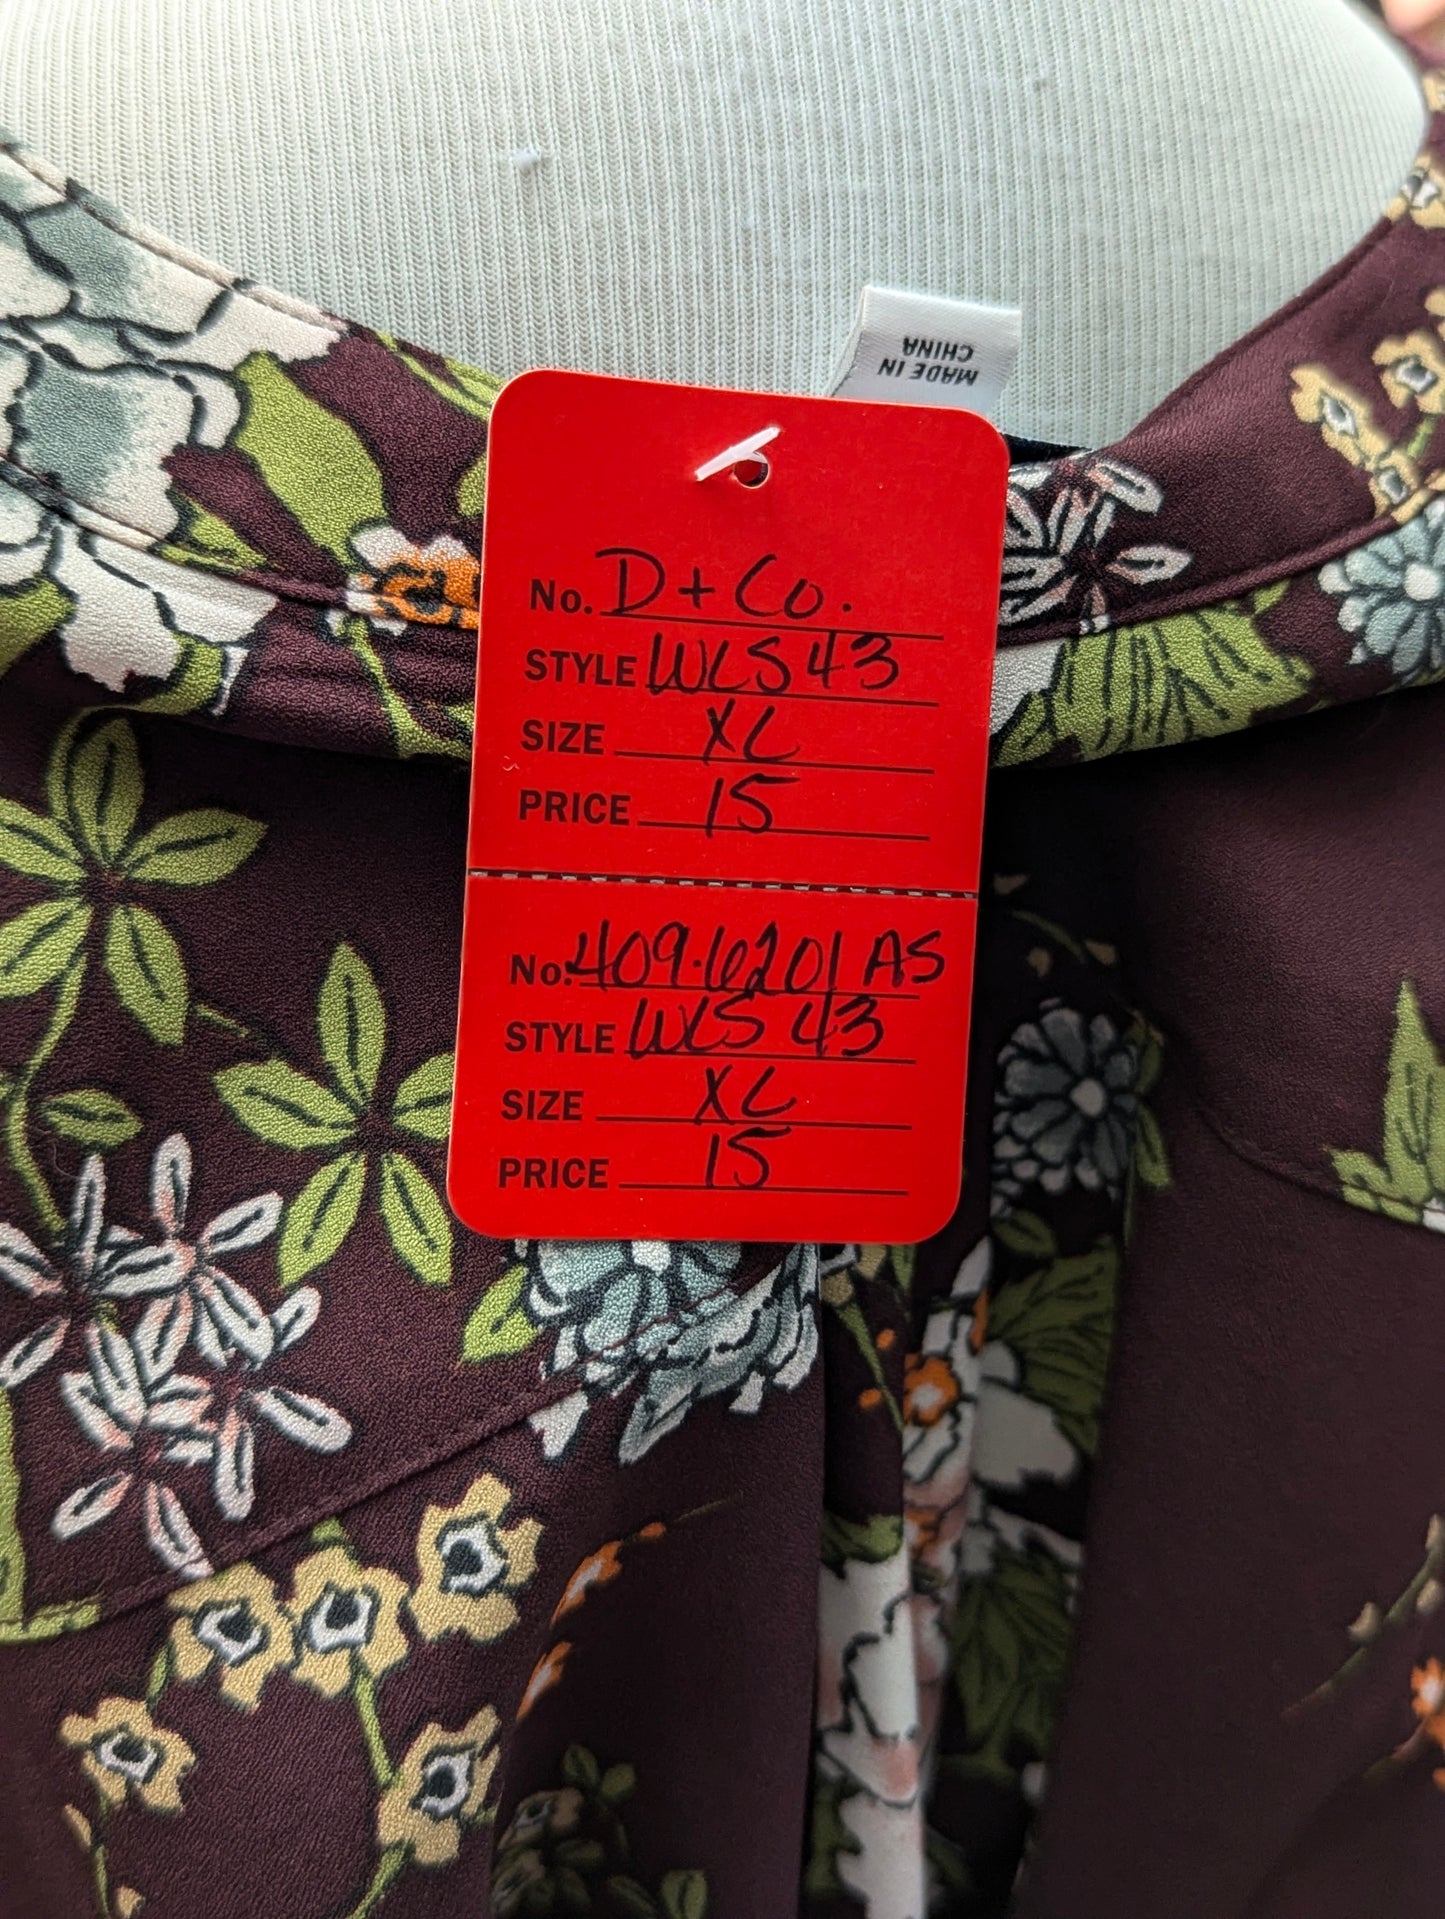 MADE IN
CHINA
No. D + Co.
STYLE WLS43
SIZE XL
PRICE 15
No. 409.6201 AS
STYLE WLS 43
SIZE XL
PRICE 15